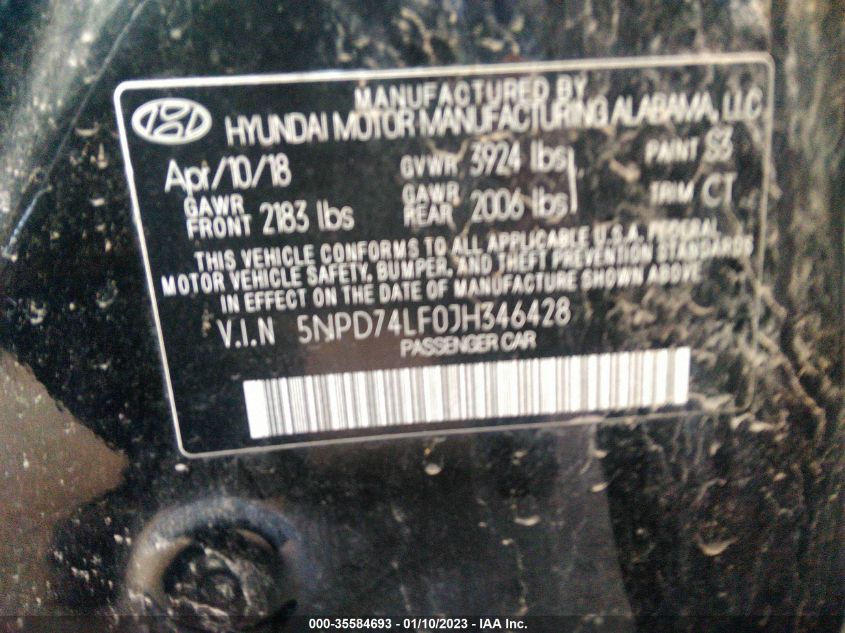 MANUFACTURED BY
HYUNDAI MOTOR MANUFACTURING ALABAMA, LLC
Apr/10/18 GVWR 3924 lbs PAINT S3
GAWR FRONT 2183 lbs GAWR REAR 2006 lbs TRIM CT
THIS VEHICLE CONFORMS TO ALL APPLICABLE U.S.A. FEDERAL
MOTOR VEHICLE SAFETY, BUMPER, AND THEFT PREVENTION STANDARDS
IN EFFECT ON THE DATE OF MANUFACTURE SHOWN ABOVE
V.I.N 5NPD74LF0JH346428
PASSENGER CAR
000-35584693 - 01/10/2023 - IAA Inc.